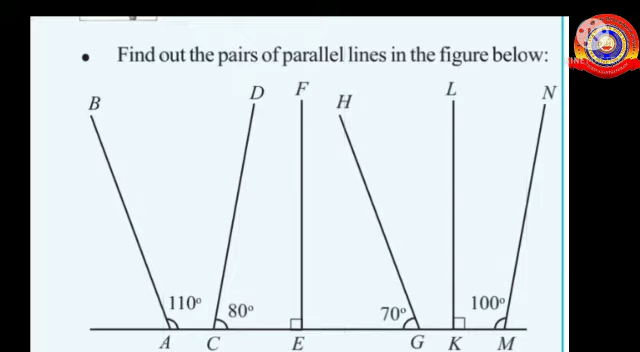 • Find out the pairs of parallel lines in the figure below:
B D F H L N
110° 80° 70° 100°
A C E G K M